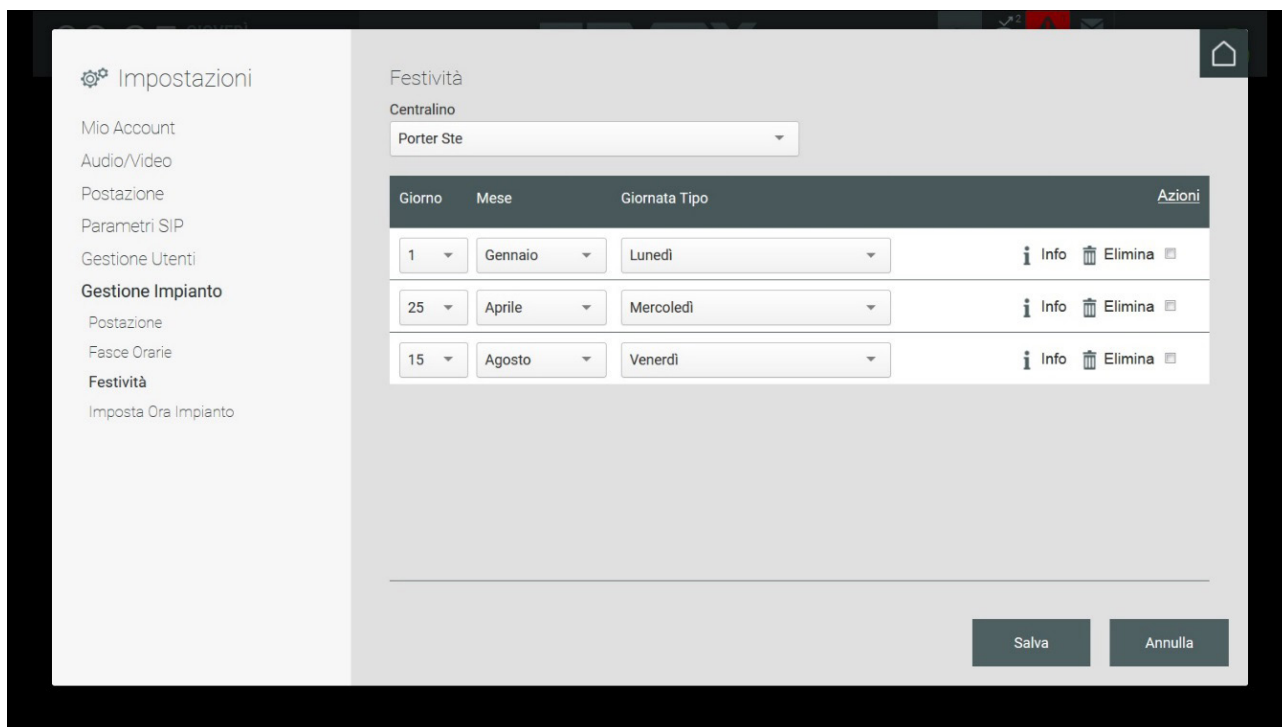 Impostazioni
Mio Account
Audio/Video
Postazione
Parametri SIP
Gestione Utenti
Gestione Impianto
Postazione
Fasce Orarie
Festività
Imposta Ora Impianto
Festività
Centralino
Porter Ste
Giorno Mese Giornata Tipo Azioni
1 Gennaio Lunedì Info Elimina
25 Aprile Mercoledì Info Elimina
15 Agosto Venerdì Info Elimina
Salva Annulla